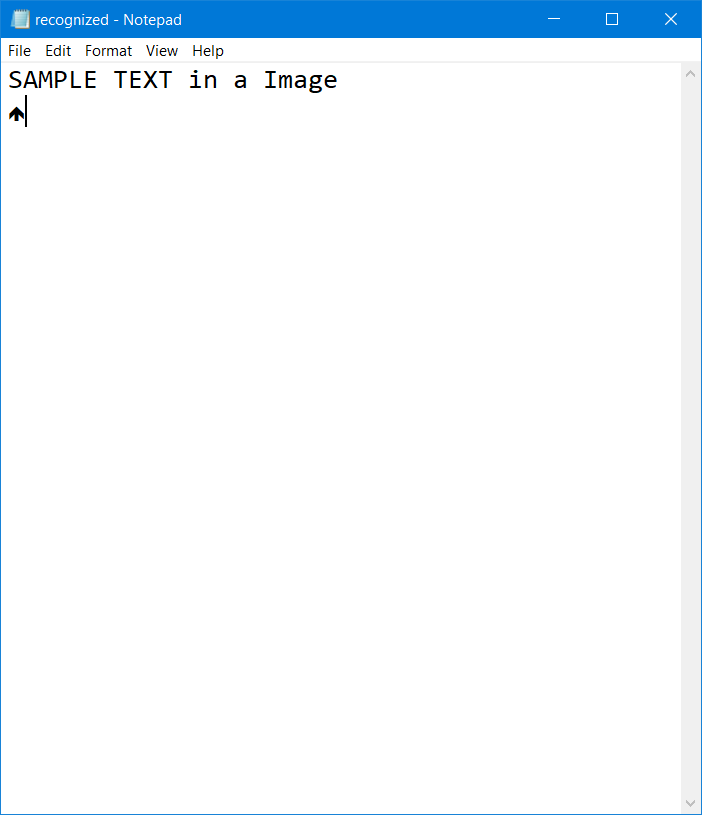 recognized - Notepad
File Edit Format View Help
SAMPLE TEXT in a Image
🡹